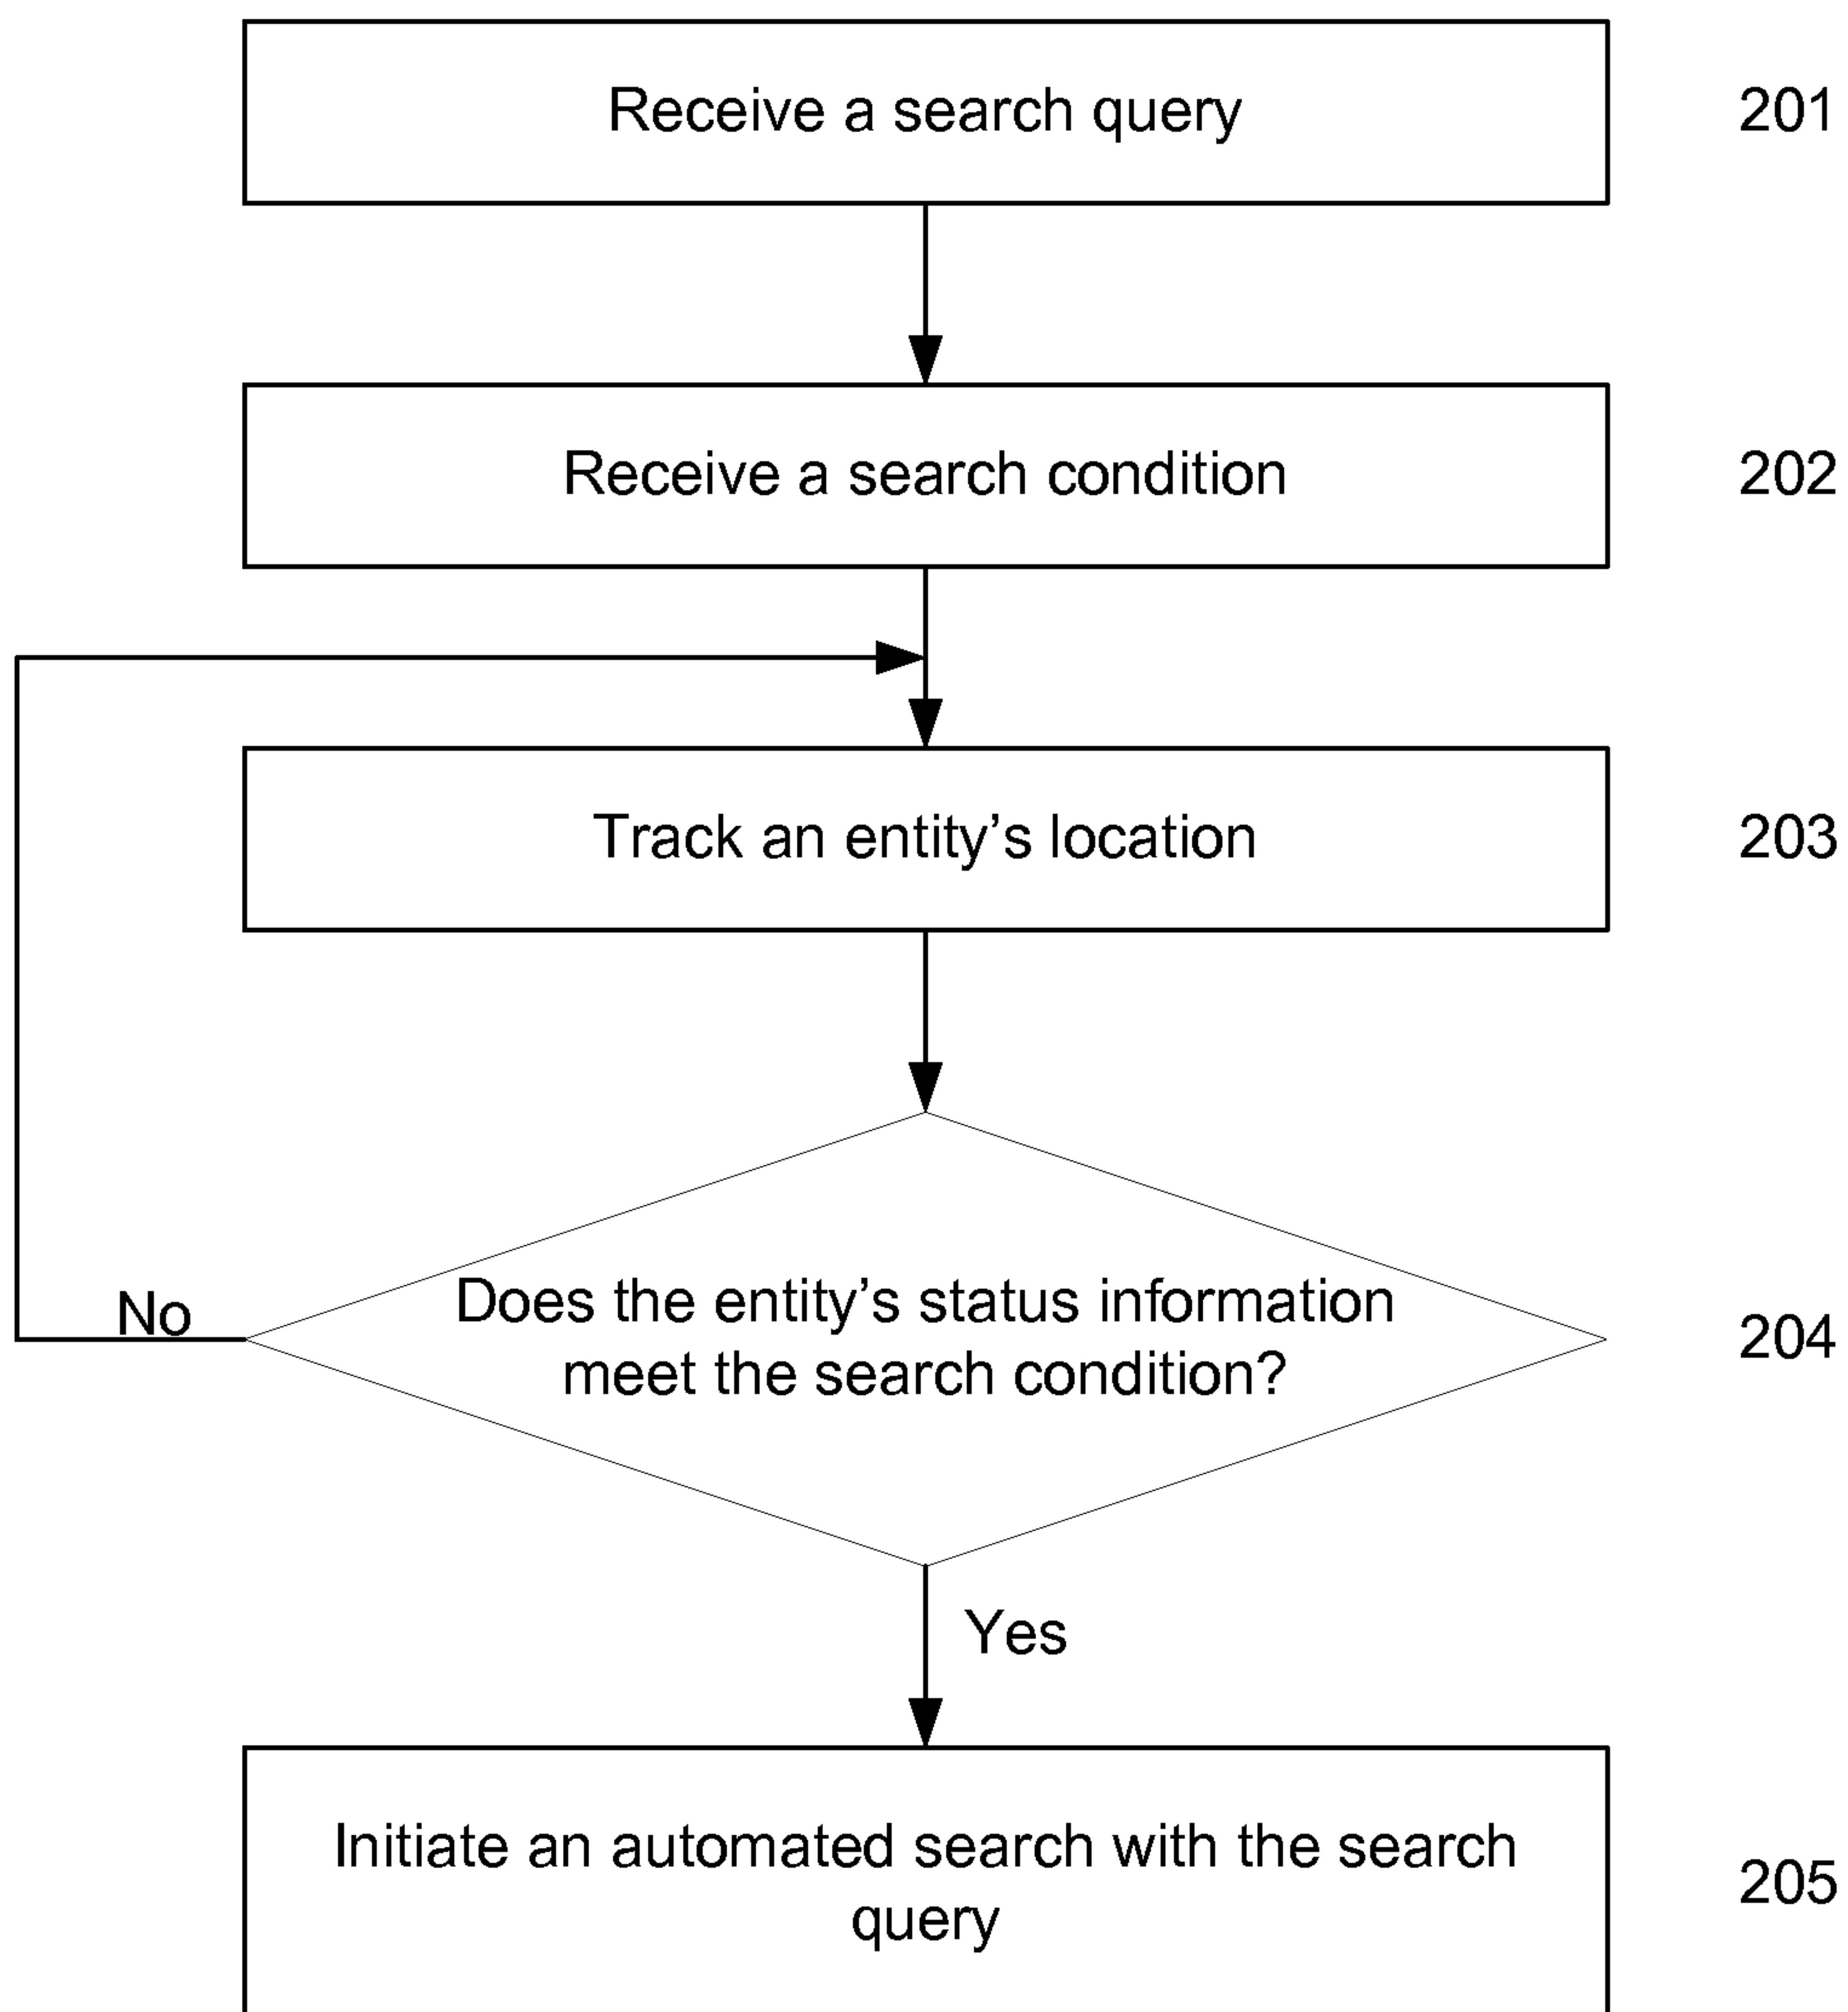 Receive a search query
201
Receive a search condition
202
Track an entity’s location
203
No
Does the entity’s status information
meet the search condition?
204
Yes
Initiate an automated search with the search
query
205